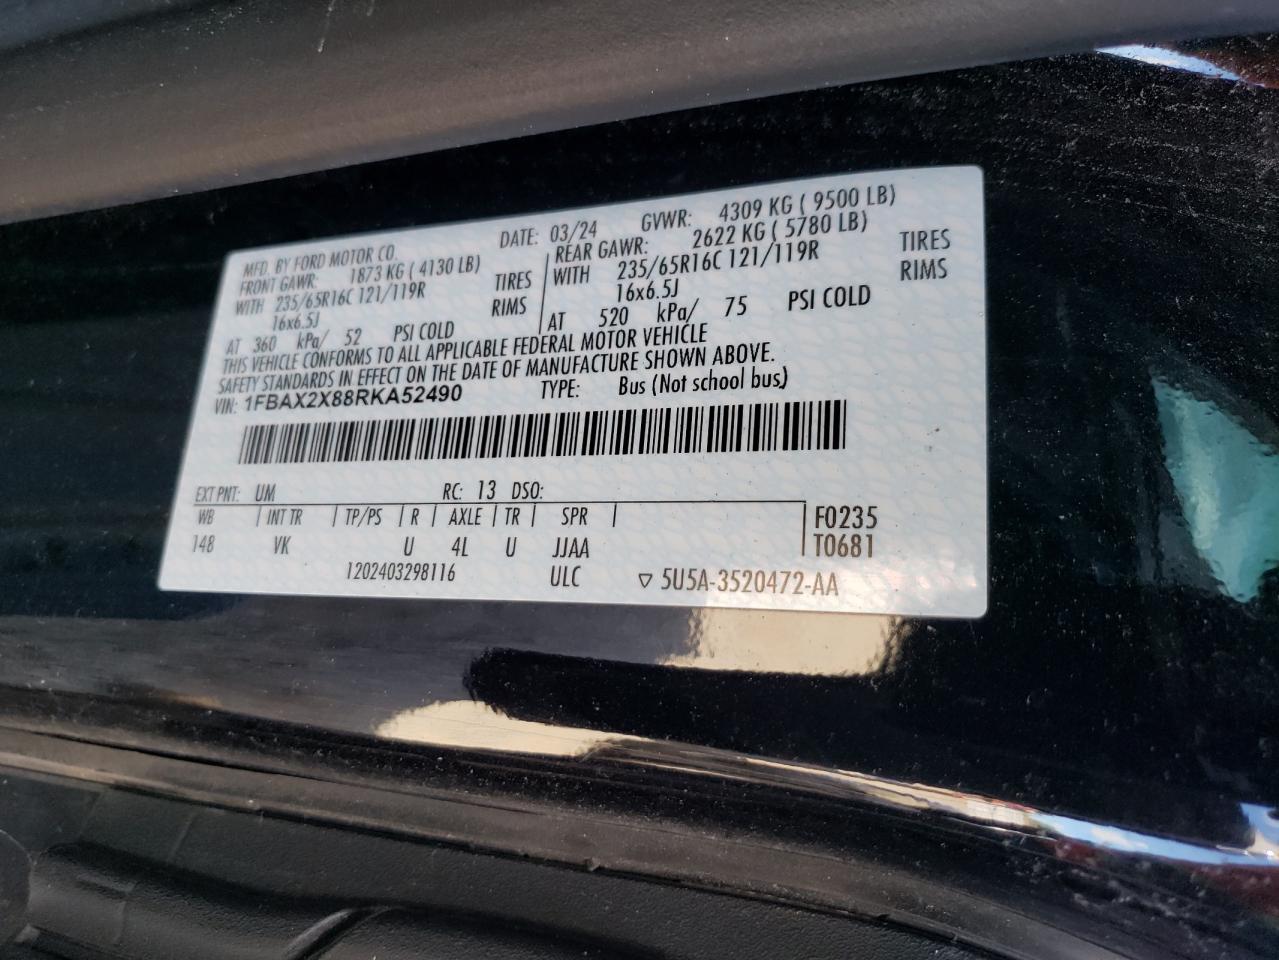 MFD. BY FORD MOTOR CO.
DATE: 03/24 GVWR: 4309 KG ( 9500 LB)
FRONT GAWR: 1873 KG ( 4130 LB)
WITH 235/65R16C 121/119R TIRES
16x6.5J RIMS
AT 360 kPa/ 52 PSI COLD
REAR GAWR: 2622 KG ( 5780 LB)
WITH 235/65R16C 121/119R TIRES
16x6.5J RIMS
AT 520 kPa/ 75 PSI COLD
THIS VEHICLE CONFORMS TO ALL APPLICABLE FEDERAL MOTOR VEHICLE
SAFETY STANDARDS IN EFFECT ON THE DATE OF MANUFACTURE SHOWN ABOVE.
VIN: 1FBAX2X88RKA52490 TYPE: Bus (Not school bus)
EXT PNT: UM RC: 13 DSO:
WB INT TR TP/PS R AXLE TR SPR F0235
148 VK U 4L U JJAA T0681
1202403298116 ULC ▽ 5U5A-3520472-AA